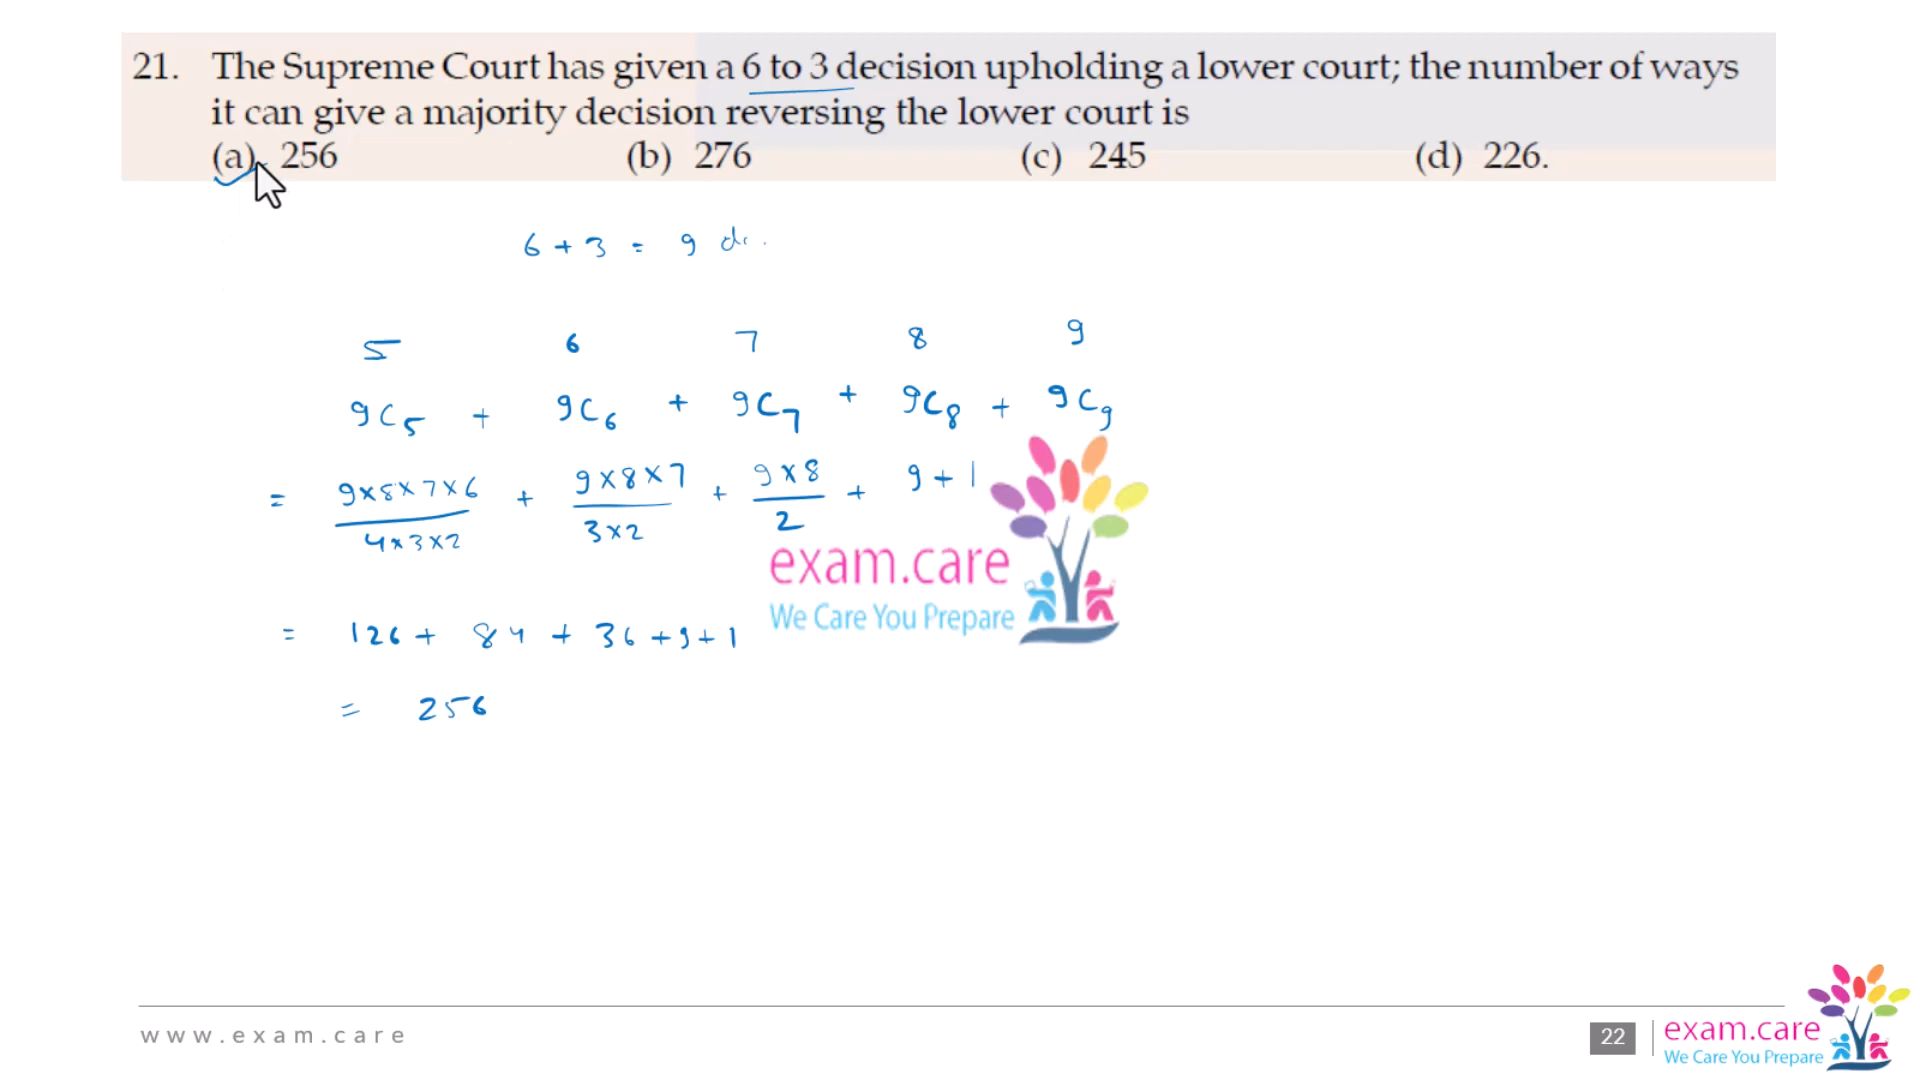 21. The Supreme Court has given a 6 to 3 decision upholding a lower court; the number of ways
it can give a majority decision reversing the lower court is
(a) 256 (b) 276 (c) 245 (d) 226.
6 + 3 = 9
5 6 7 8 9
9C5 + 9C6 + 9C7 + 9C8 + 9C9
= 9×8×7×6/4×3×2 + 9×8×7/3×2 + 9×8/2 + 9+1
exam.care
We Care You Prepare
= 126 + 84 + 36 + 9 + 1
= 256
www.exam.care
22
exam.care
We Care You Prepare